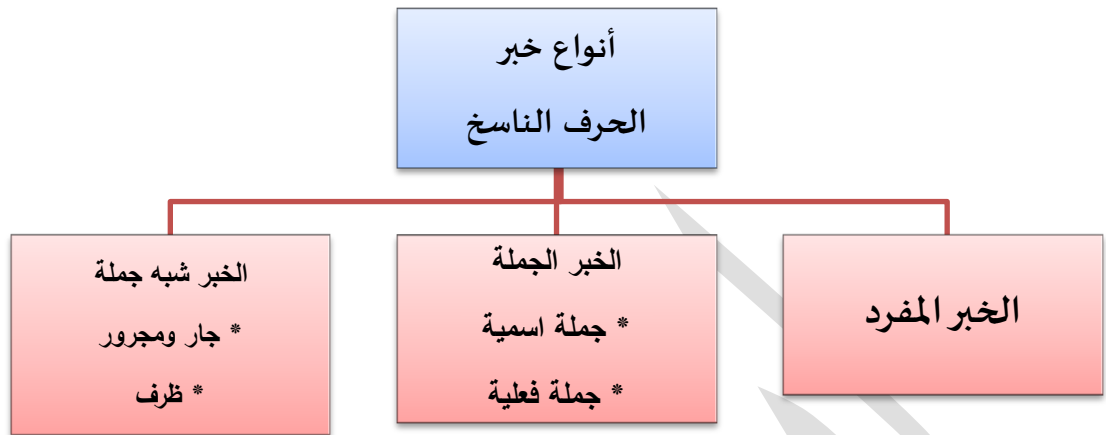 أنواع خبر
الحرف الناسخ
الخبر المفرد
الخبر الجملة
* جملة اسمية
* جملة فعلية
الخبر شبه جملة
* جار ومجرور
* ظرف